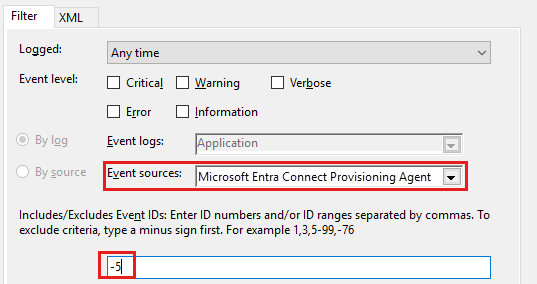 Filter XML
Logged: Any time
Event level: Critical Warning Verbose
Error Information
By log Event logs: Application
By source Event sources: Microsoft Entra Connect Provisioning Agent
Includes/Excludes Event IDs: Enter ID numbers and/or ID ranges separated by commas. To
exclude criteria, type a minus sign first. For example 1,3,5-99,-76
-5